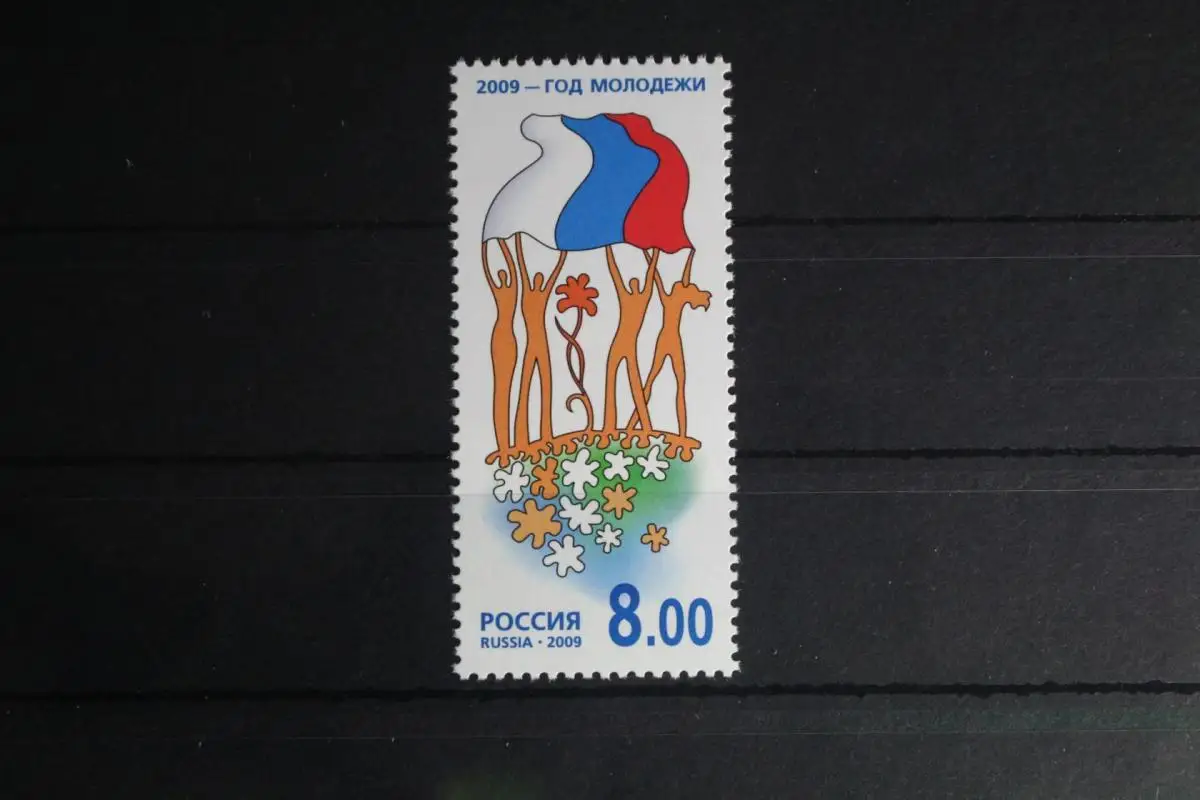 2009 — ГОД МОЛОДЕЖИ
РОССИЯ
RUSSIA · 2009
8.00